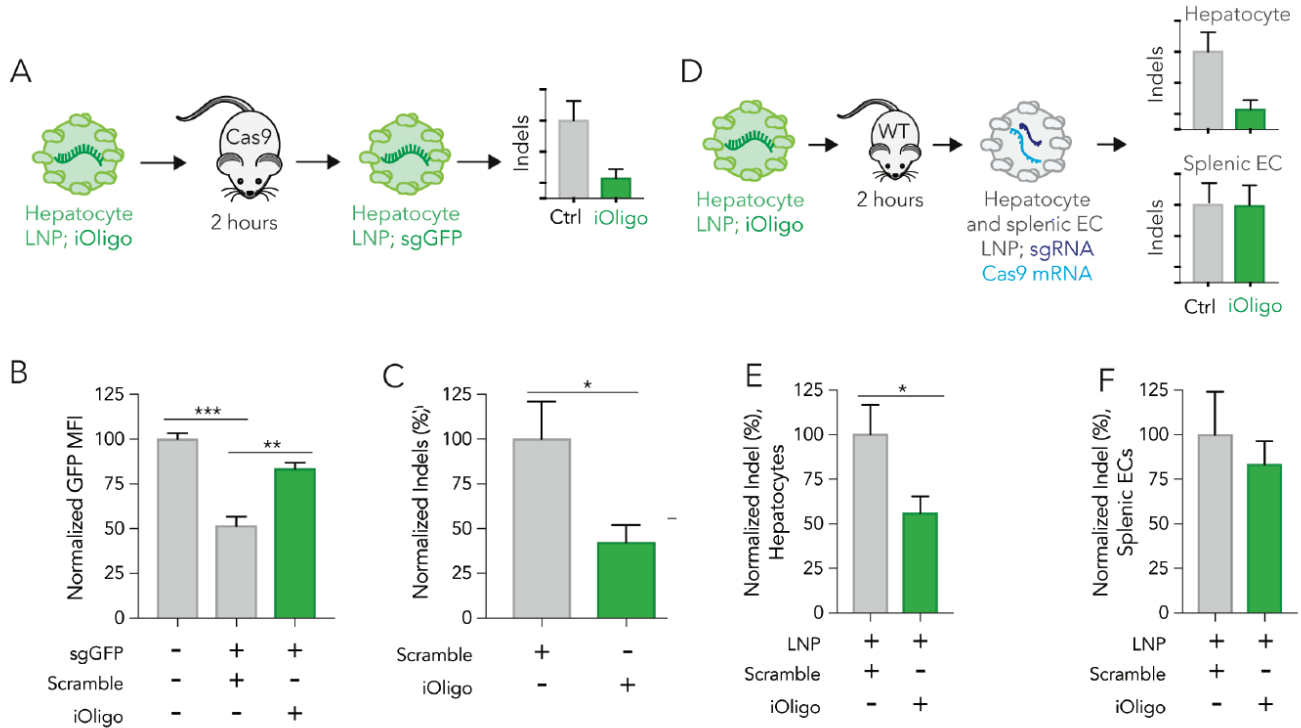 A
Cas9
Hepatocyte
LNP; iOligo
2 hours
Hepatocyte
LNP; sgGFP
Indels
Ctrl iOligo
D
WT
Hepatocyte
LNP; iOligo
2 hours
Hepatocyte
and splenic EC
LNP; sgRNA
Cas9 mRNA
Hepatocyte
Indels
Splenic EC
Indels
Ctrl iOligo
B
Normalized GFP MFI
125
100
75
50
25
0
***
**
sgGFP - + +
Scramble - + -
iOligo - - +
C
Normalized Indels (%)
125
100
75
50
25
0
*
Scramble + -
iOligo - +
E
Normalized Indel (%),
Hepatocytes
125
100
75
50
25
0
*
LNP + +
Scramble + -
iOligo - +
F
Normalized Indel (%),
Splenic ECs
125
100
75
50
25
0
LNP + +
Scramble + -
iOligo - +